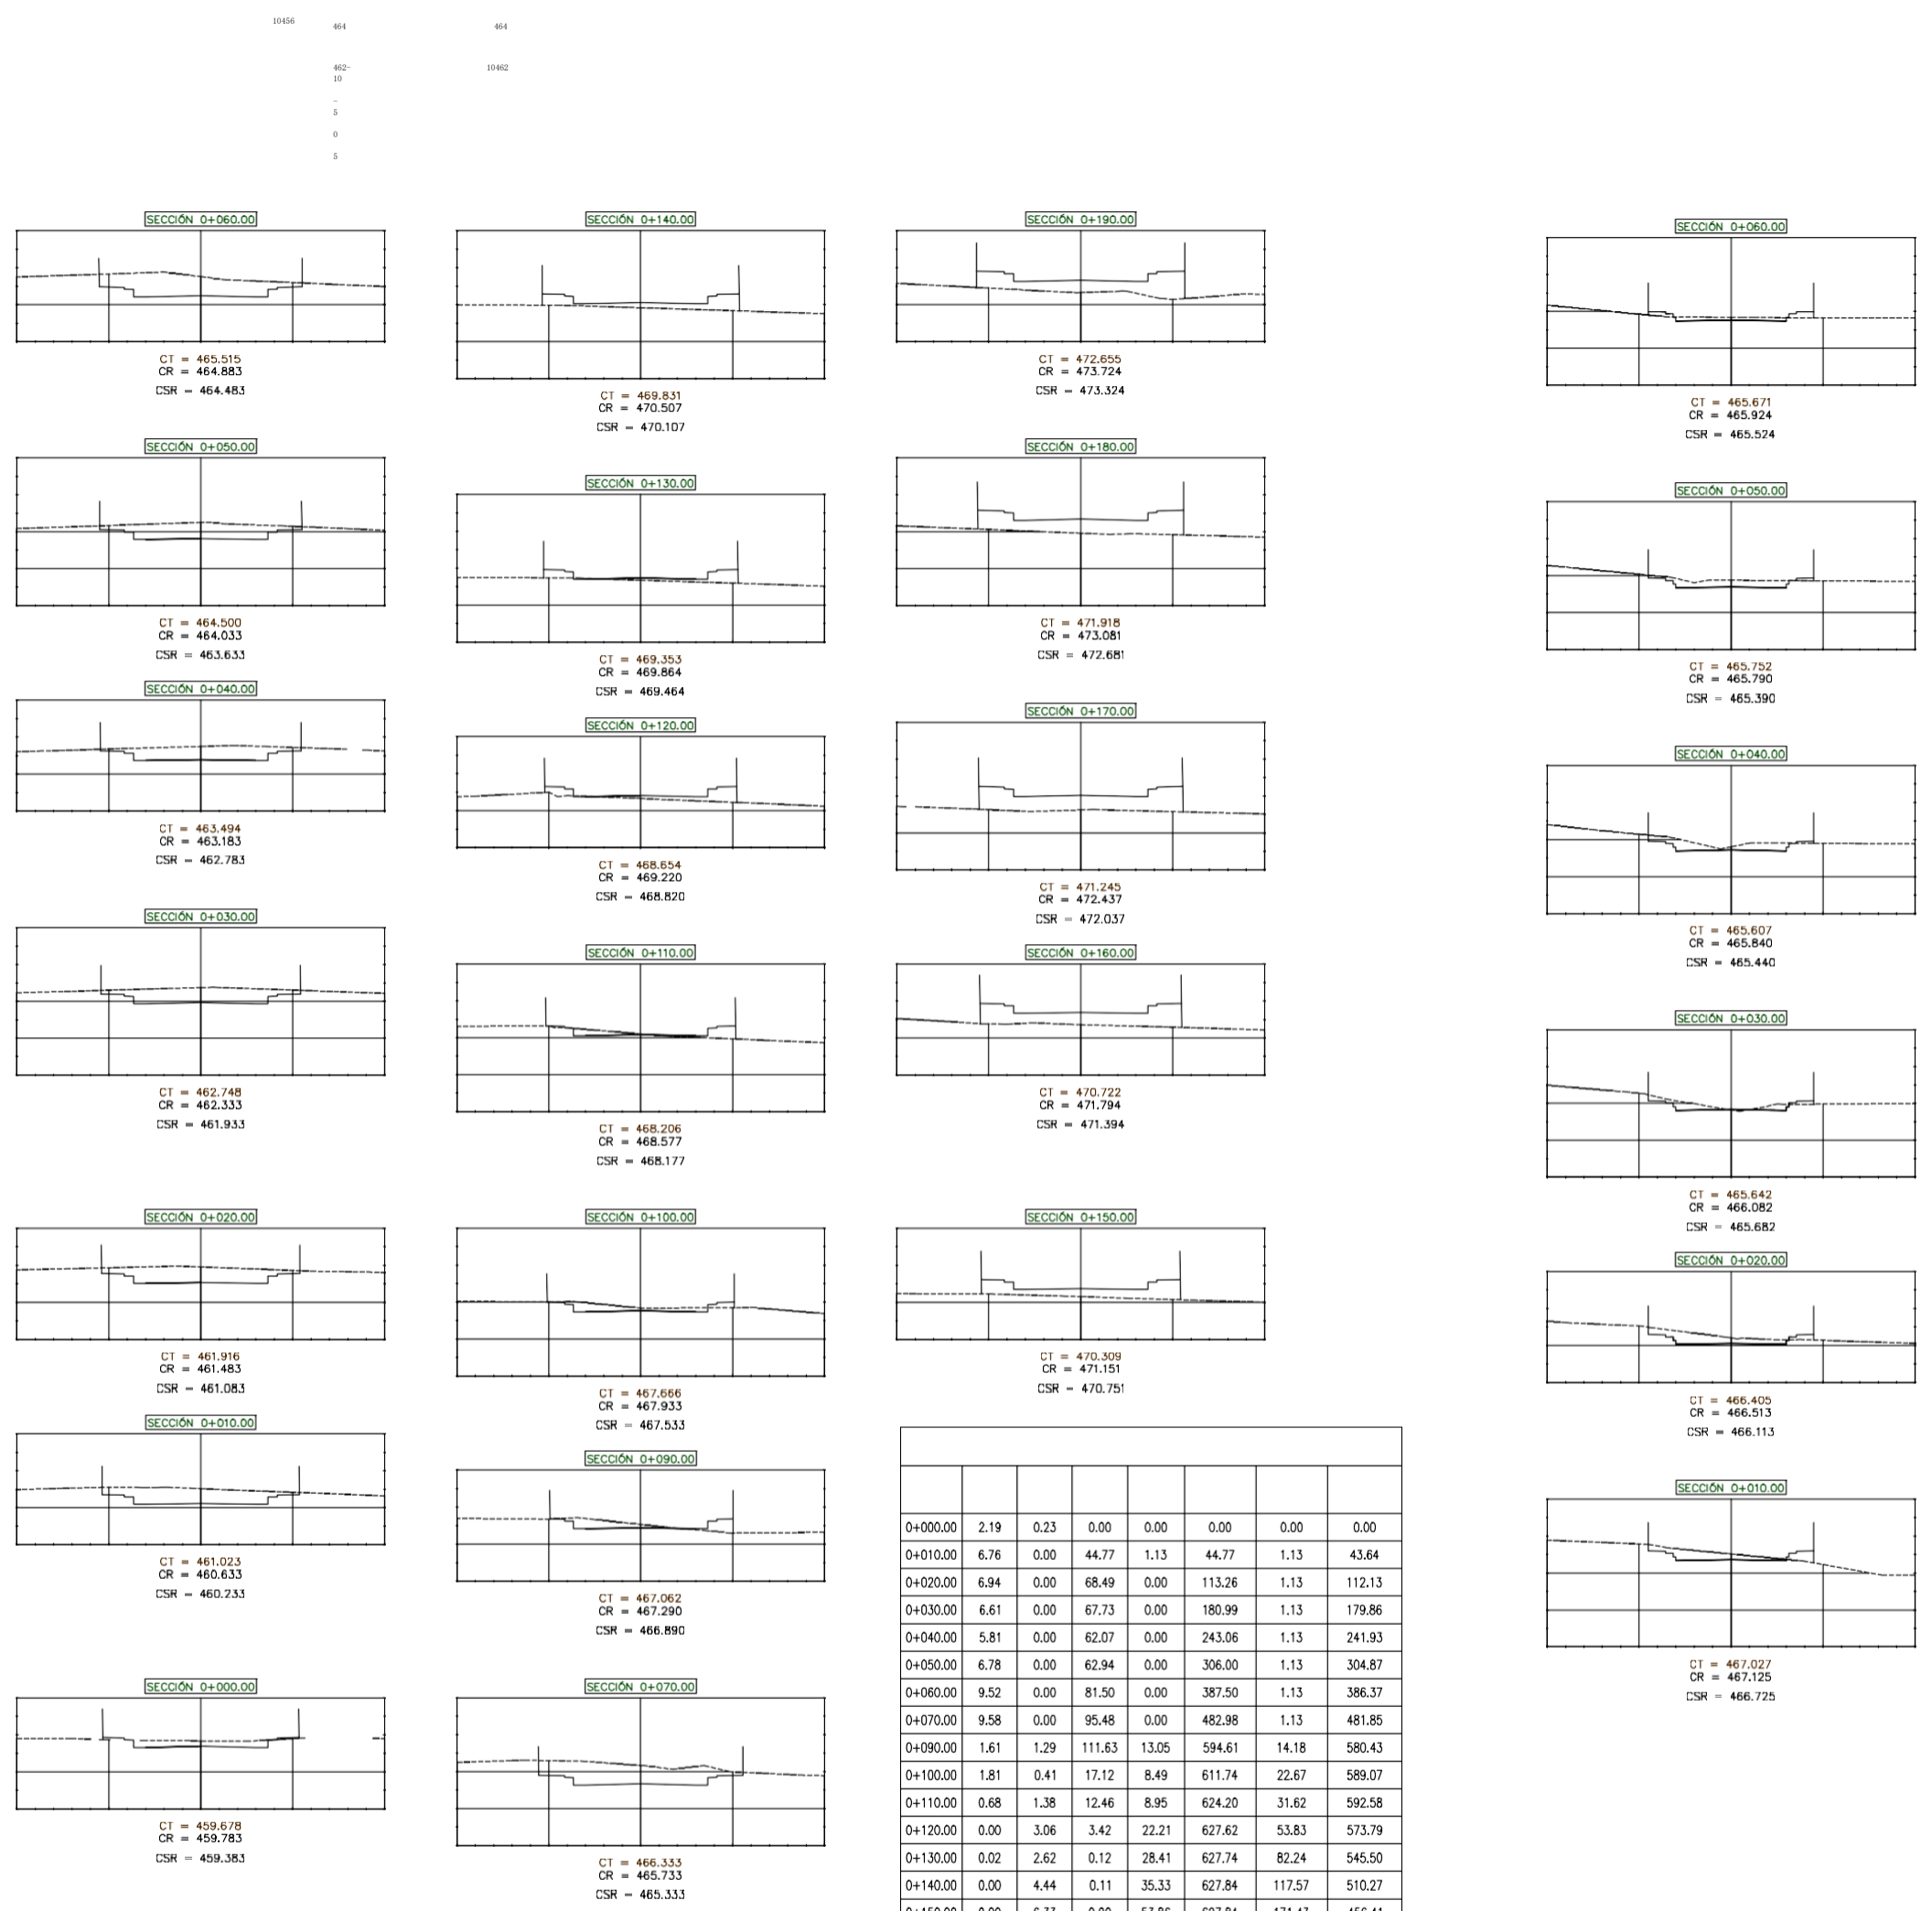 10456
464
464
462-
10462
10
-
5
0
5
SECCIÓN 0+060.00
CT = 465.515
CR = 464.883
CSR = 464.483
SECCIÓN 0+050.00
CT = 464.500
CR = 464.033
CSR = 463.633
SECCIÓN 0+040.00
CT = 463.494
CR = 463.183
CSR = 462.783
SECCIÓN 0+030.00
CT = 462.748
CR = 462.333
CSR = 461.933
SECCIÓN 0+020.00
CT = 461.916
CR = 461.483
CSR = 461.083
SECCIÓN 0+010.00
CT = 461.023
CR = 460.633
CSR = 460.233
SECCIÓN 0+000.00
CT = 459.678
CR = 459.783
CSR = 459.383
SECCIÓN 0+140.00
CT = 469.831
CR = 470.507
CSR = 470.107
SECCIÓN 0+130.00
CT = 469.353
CR = 469.864
CSR = 469.464
SECCIÓN 0+120.00
CT = 468.654
CR = 469.220
CSR = 468.820
SECCIÓN 0+110.00
CT = 468.206
CR = 468.577
CSR = 468.177
SECCIÓN 0+100.00
CT = 467.666
CR = 467.933
CSR = 467.533
SECCIÓN 0+090.00
CT = 467.062
CR = 467.290
CSR = 466.890
SECCIÓN 0+070.00
CT = 466.333
CR = 465.733
CSR = 465.333
SECCIÓN 0+190.00
CT = 472.655
CR = 473.724
CSR = 473.324
SECCIÓN 0+180.00
CT = 471.918
CR = 473.081
CSR = 472.681
SECCIÓN 0+170.00
CT = 471.245
CR = 472.437
CSR = 472.037
SECCIÓN 0+160.00
CT = 470.722
CR = 471.794
CSR = 471.394
SECCIÓN 0+150.00
CT = 470.309
CR = 471.151
CSR = 470.751
0+000.00 2.19 0.23 0.00 0.00 0.00 0.00 0.00
0+010.00 6.76 0.00 44.77 1.13 44.77 1.13 43.64
0+020.00 6.94 0.00 68.49 0.00 113.26 1.13 112.13
0+030.00 6.61 0.00 67.73 0.00 180.99 1.13 179.86
0+040.00 5.81 0.00 62.07 0.00 243.06 1.13 241.93
0+050.00 6.78 0.00 62.94 0.00 306.00 1.13 304.87
0+060.00 9.52 0.00 81.50 0.00 387.50 1.13 386.37
0+070.00 9.58 0.00 95.48 0.00 482.98 1.13 481.85
0+090.00 1.61 1.29 111.63 13.05 594.61 14.18 580.43
0+100.00 1.81 0.41 17.12 8.49 611.74 22.67 589.07
0+110.00 0.68 1.38 12.46 8.95 624.20 31.62 592.58
0+120.00 0.00 3.06 3.42 22.21 627.62 53.83 573.79
0+130.00 0.02 2.62 0.12 28.41 627.74 82.24 545.50
0+140.00 0.00 4.44 0.11 35.33 627.84 117.57 510.27
SECCIÓN 0+060.00
CT = 465.671
CR = 465.924
CSR = 465.524
SECCIÓN 0+050.00
CT = 465.752
CR = 465.790
CSR = 465.390
SECCIÓN 0+040.00
CT = 465.607
CR = 465.840
CSR = 465.440
SECCIÓN 0+030.00
CT = 465.642
CR = 466.082
CSR = 465.682
SECCIÓN 0+020.00
CT = 466.405
CR = 466.513
CSR = 466.113
SECCIÓN 0+010.00
CT = 467.027
CR = 467.125
CSR = 466.725